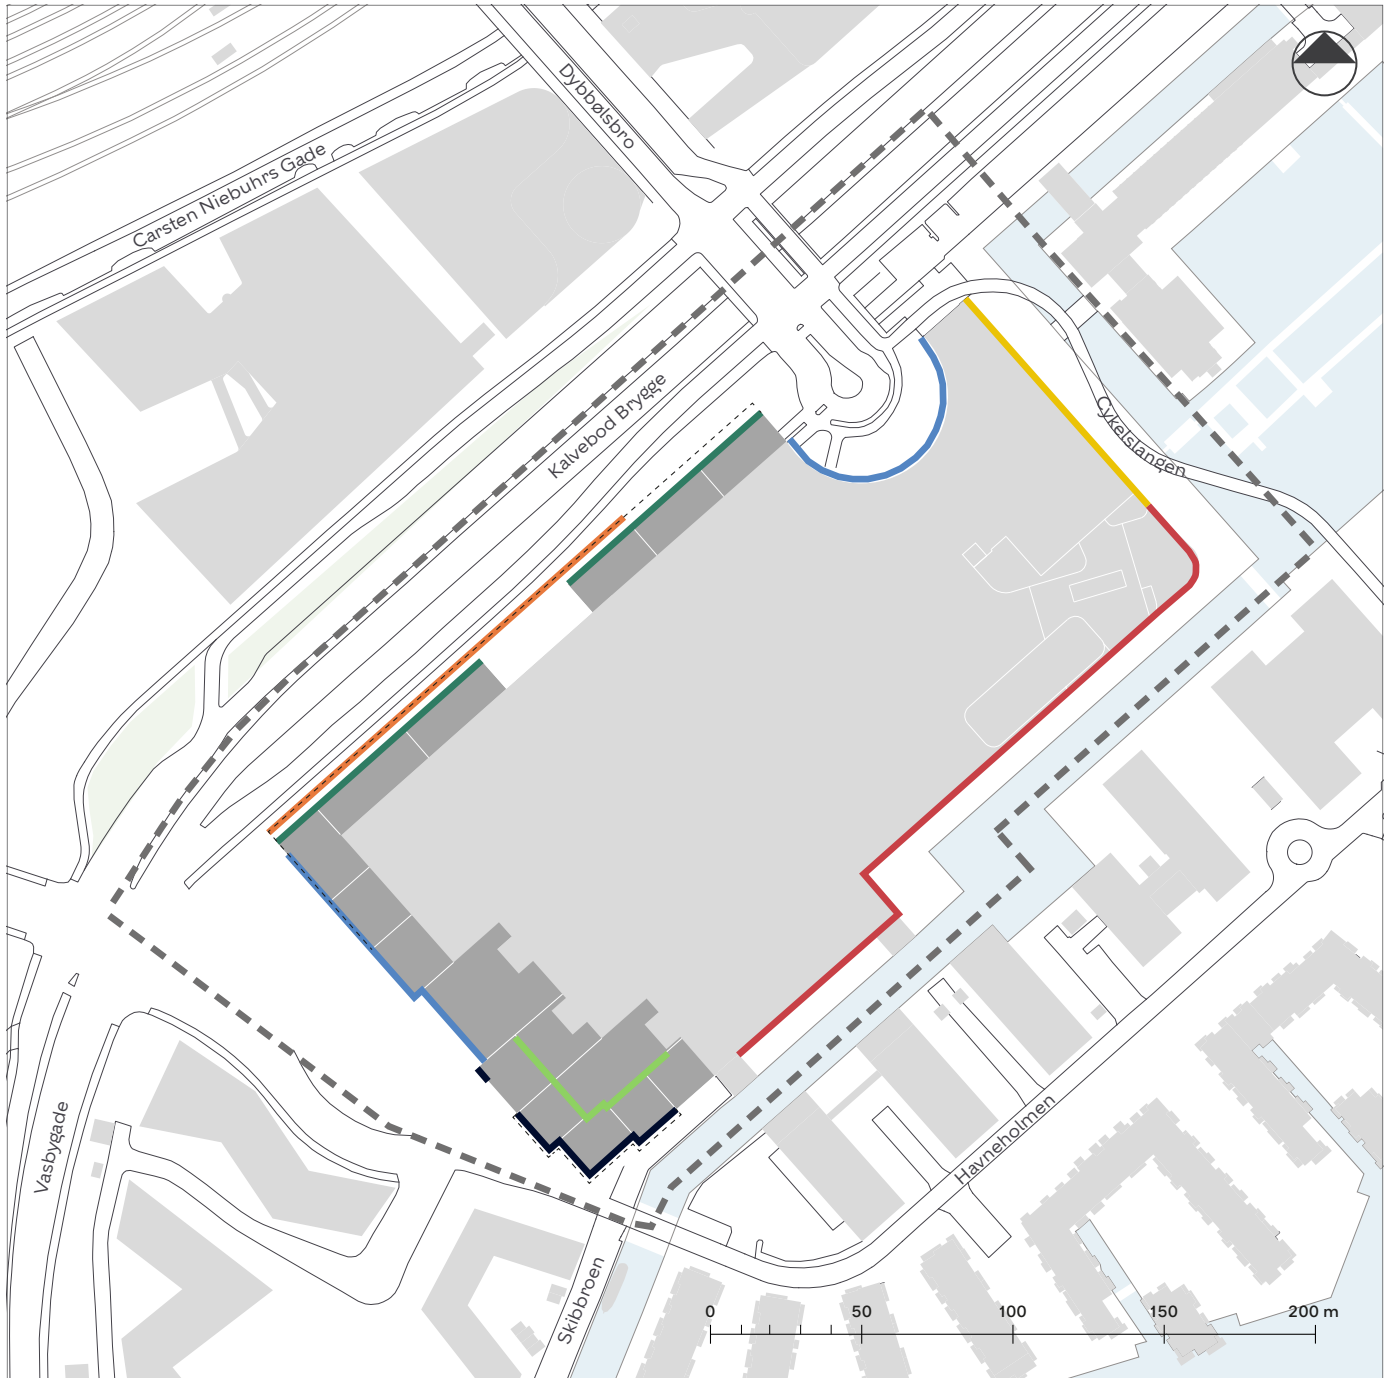 Dybbølsbro
Carsten Niebuhrs Gade
Kalvebod Brygge
Cykelslangen
Vasbygade
Havneholmen
Skibbroen
0 50 100 150 200 m